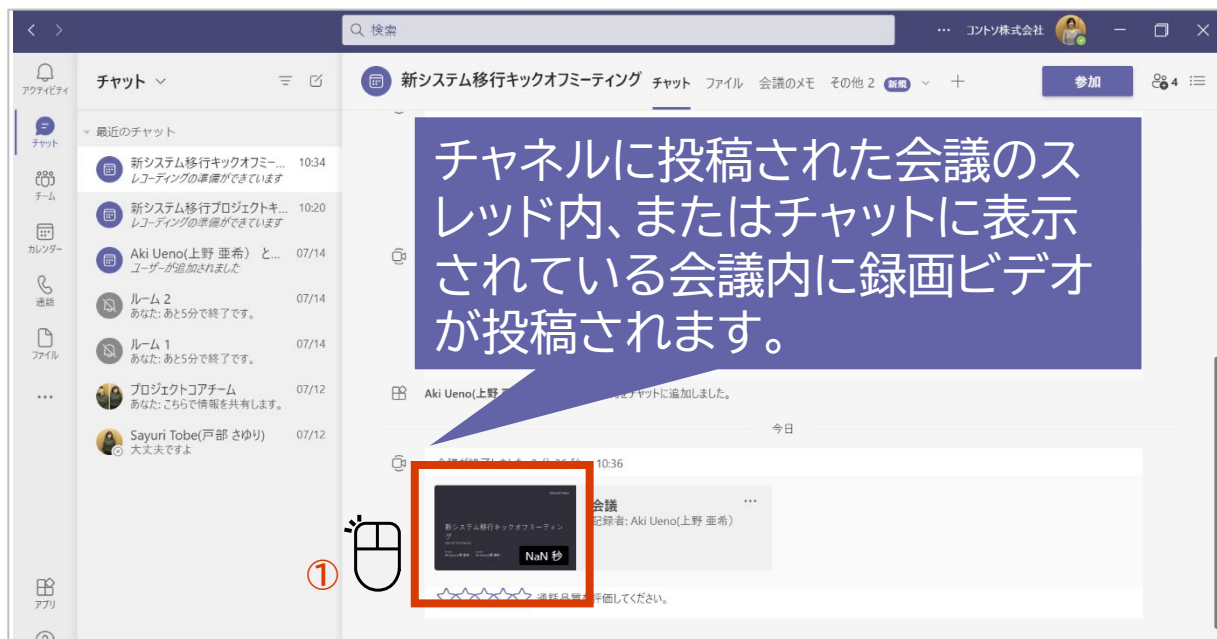 検索
コントソ株式会社
アクティビティ
チャット
チーム
カレンダー
通話
ファイル
アプリ
チャット
最近のチャット
新システム移行キックオフミー... 10:34
レコーディングの準備ができています
新システム移行プロジェクトキ... 10:20
レコーディングの準備ができています
Aki Ueno(上野 亜希) と... 07/14
ユーザーが追加されました
ルーム 2 07/14
あなた: あと5分で終了です。
ルーム 1 07/14
あなた: あと5分で終了です。
プロジェクトコアチーム 07/12
あなた: こちらで情報を共有します。
Sayuri Tobe(戸部 さゆり) 07/12
大丈夫ですよ
新システム移行キックオフミーティング チャット ファイル 会議のメモ その他 2 新規 参加 4
チャネルに投稿された会議のス
レッド内、またはチャットに表示
されている会議内に録画ビデオ
が投稿されます。
Aki Ueno(上野 チャットに追加しました。
今日
10:36
新システム移行キックオフミーティン
グ
NaN 秒
会議
記録者: Aki Ueno(上野 亜希)
通話品質を評価してください。
①